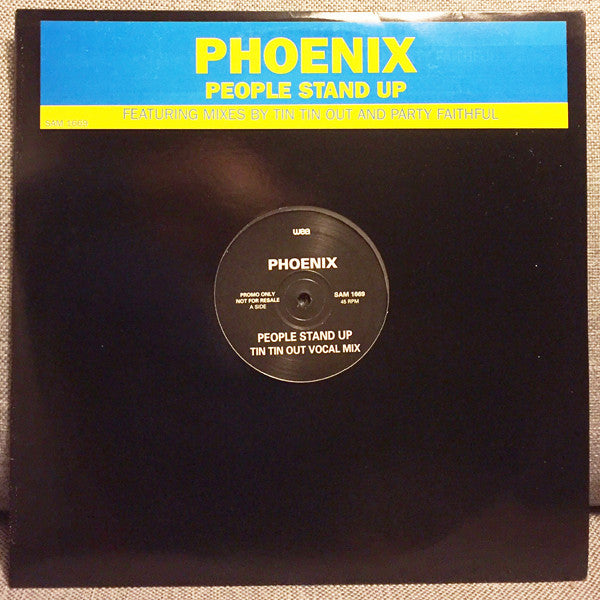 PHOENIX
PEOPLE STAND UP
FEATURING MIXES BY TIN TIN OUT AND PARTY FAITHFUL
SAM 1669
wea
PHOENIX
PROMO ONLY
NOT FOR RESALE
A SIDE
SAM 1669
45 RPM
PEOPLE STAND UP
TIN TIN OUT VOCAL MIX